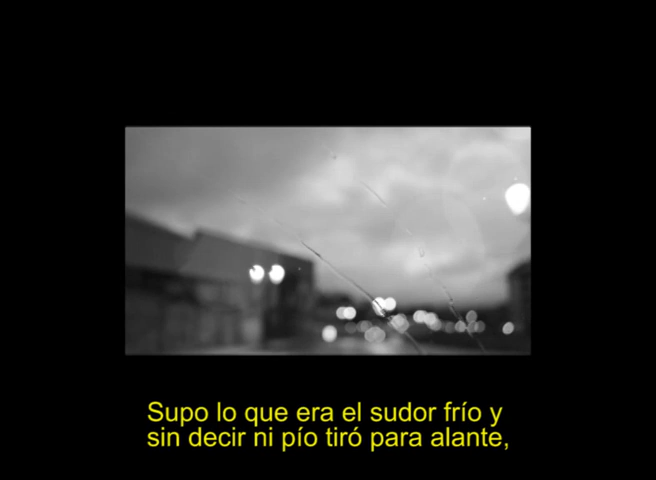 Supo lo que era el sudor frío y
sin decir ni pío tiró para alante,